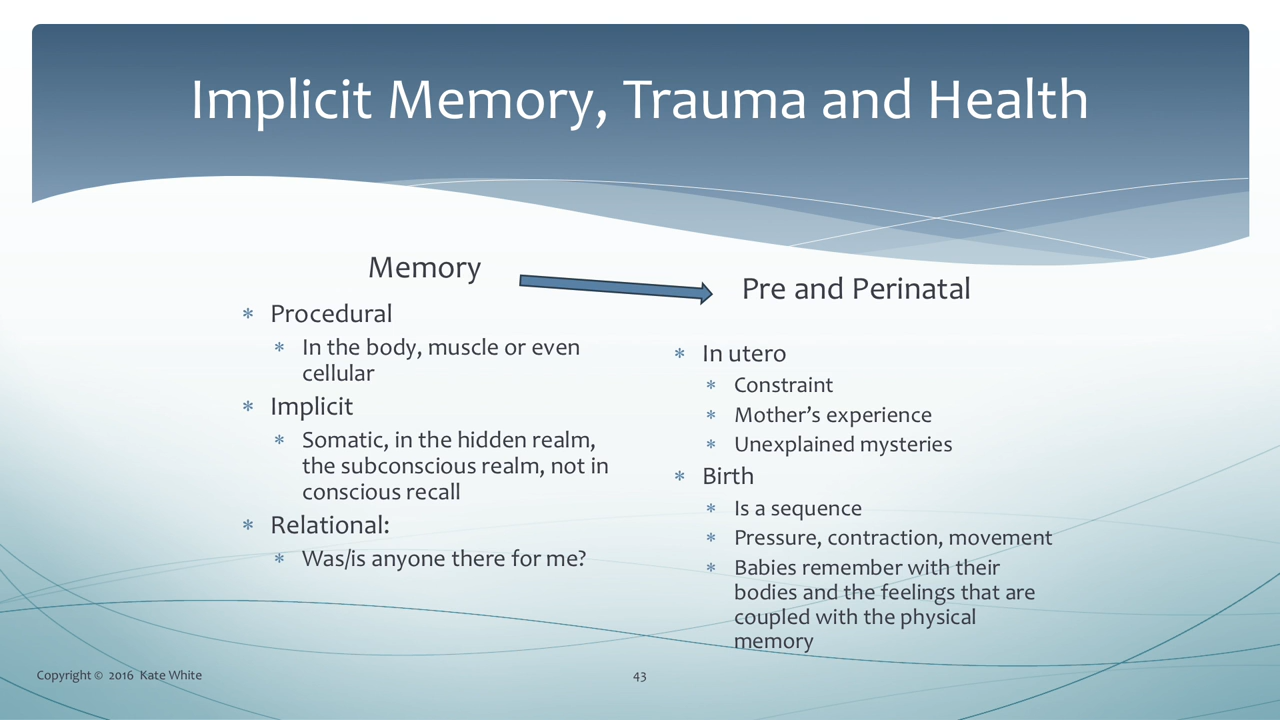 Implicit Memory, Trauma and Health
Memory
* Procedural
* In the body, muscle or even
cellular
* Implicit
* Somatic, in the hidden realm,
the subconscious realm, not in
conscious recall
* Relational:
* Was/is anyone there for me?
Pre and Perinatal
* In utero
* Constraint
* Mother’s experience
* Unexplained mysteries
* Birth
* Is a sequence
* Pressure, contraction, movement
* Babies remember with their
bodies and the feelings that are
coupled with the physical
memory
Copyright © 2016 Kate White
43